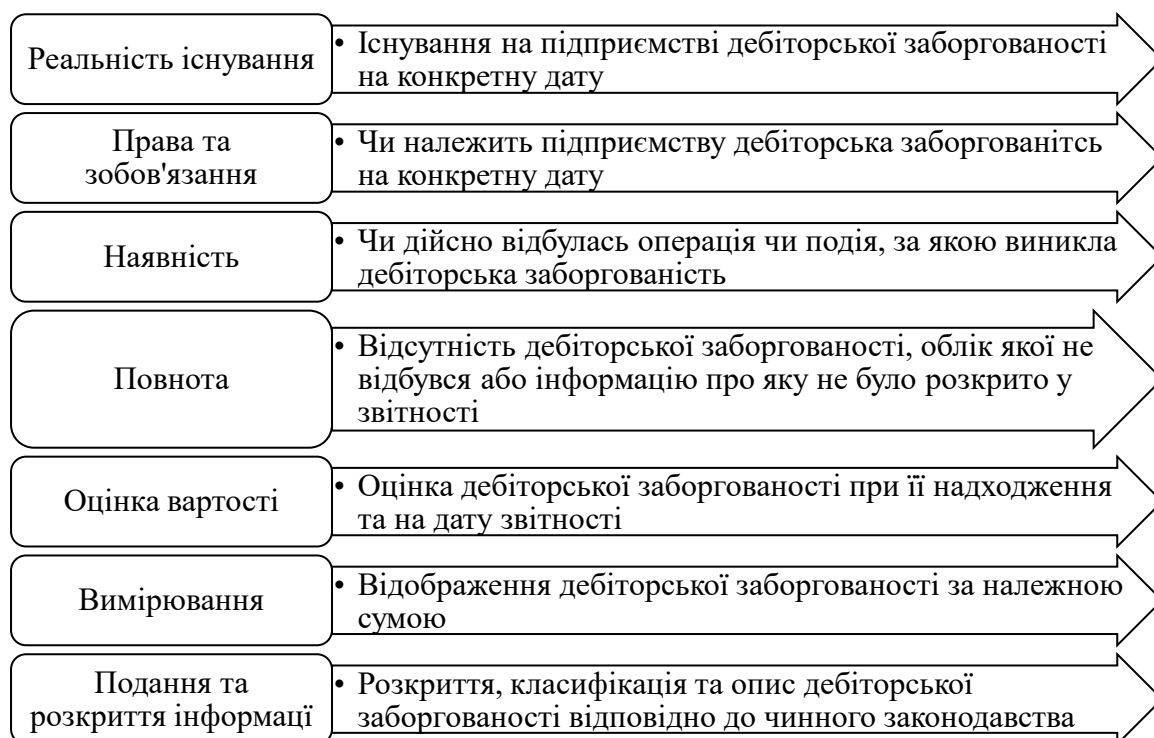 Реальність існування
• Існування на підприємстві дебіторської заборгованості
на конкретну дату
Права та
зобов'язання
• Чи належить підприємству дебіторська заборгованітсь
на конкретну дату
Наявність
• Чи дійсно відбулась операція чи подія, за якою виникла
дебіторська заборгованість
Повнота
• Відсутність дебіторської заборгованості, облік якої не
відбувся або інформацію про яку не було розкрито у
звітності
Оцінка вартості
• Оцінка дебіторської заборгованості при її надходження
та на дату звітності
Вимірювання
• Відображення дебіторської заборгованості за належною
сумою
Подання та
розкриття інформації
• Розкриття, класифікація та опис дебіторської
заборгованості відповідно до чинного законодавства